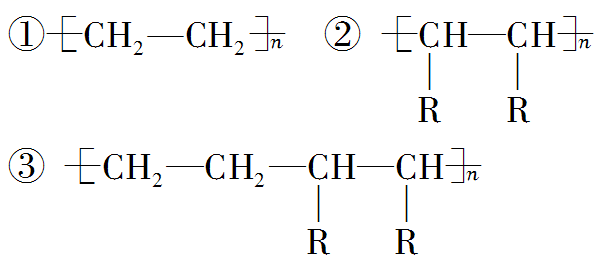 ①-[CH₂—CH₂]-ₙ ②-[CH—CH]-ₙ
R R
③-[CH₂—CH₂—CH—CH]-ₙ
R R